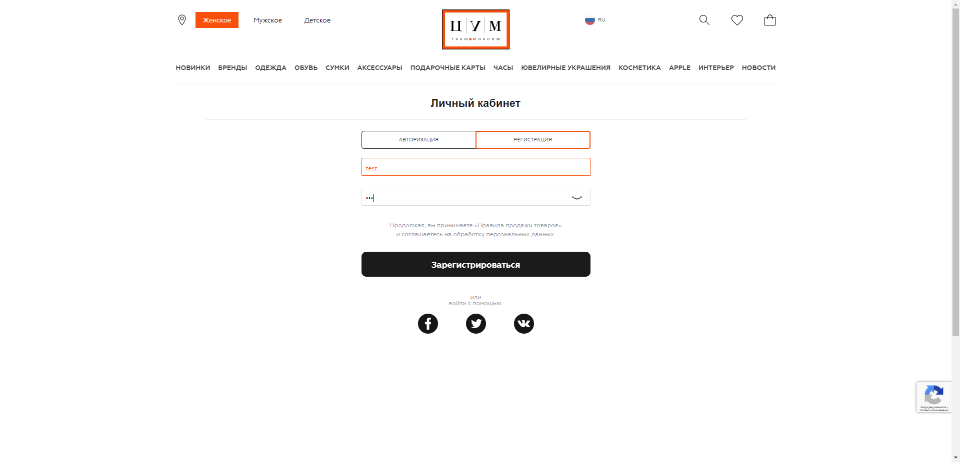 Женское Мужское Детское
ЦУМ
RU
НОВИНКИ БРЕНДЫ ОДЕЖДА ОБУВЬ СУМКИ АКСЕССУАРЫ ПОДАРОЧНЫЕ КАРТЫ ЧАСЫ ЮВЕЛИРНЫЕ УКРАШЕНИЯ КОСМЕТИКА APPLE ИНТЕРЬЕР НОВОСТИ
Личный кабинет
АВТОРИЗАЦИЯ РЕГИСТРАЦИЯ
test
Продолжая, вы принимаете «Правила продажи товаров»
и соглашаетесь на обработку персональных данных
Зарегистрироваться
или
войти с помощью